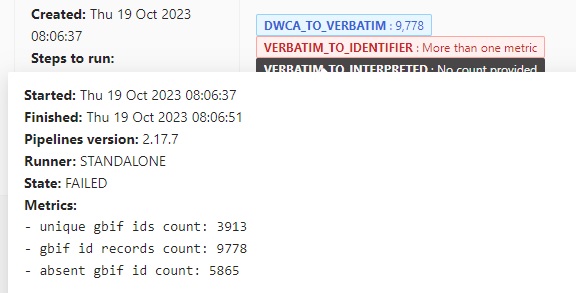 Created: Thu 19 Oct 2023
08:06:37
Steps to run:
DWCA_TO_VERBATIM : 9,778
VERBATIM_TO_IDENTIFIER : More than one metric
VERBATIM_TO_INTERPRETED : No count provided
Started: Thu 19 Oct 2023 08:06:37
Finished: Thu 19 Oct 2023 08:06:51
Pipelines version: 2.17.7
Runner: STANDALONE
State: FAILED
Metrics:
- unique gbif ids count: 3913
- gbif id records count: 9778
- absent gbif id count: 5865